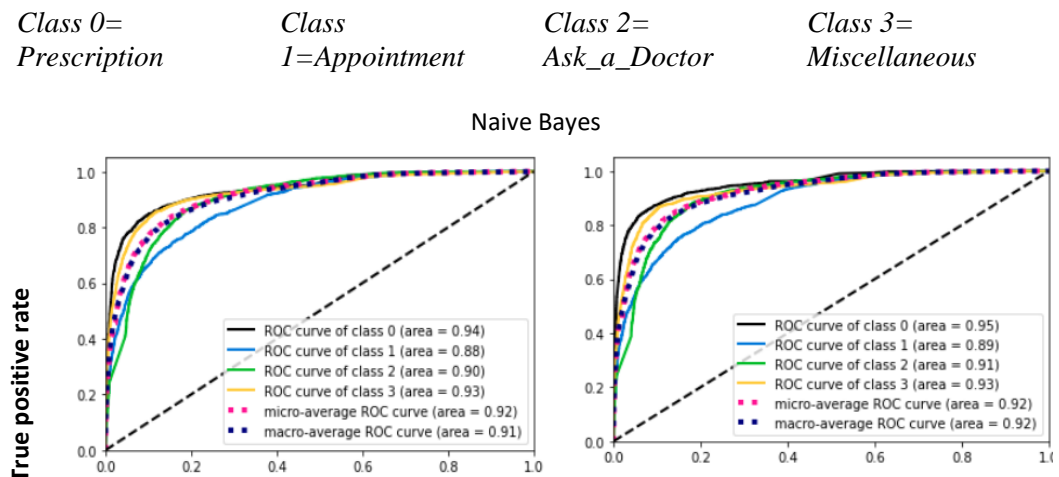 Class 0= Class Class 2= Class 3=
Prescription 1=Appointment Ask_a_Doctor Miscellaneous
Naive Bayes
True positive rate
1.0
0.8
0.6
0.4
0.2
0.0
0.0 0.2 0.4 0.6 0.8 1.0
ROC curve of class 0 (area = 0.94)
ROC curve of class 1 (area = 0.88)
ROC curve of class 2 (area = 0.90)
ROC curve of class 3 (area = 0.93)
micro-average ROC curve (area = 0.92)
macro-average ROC curve (area = 0.91)
1.0
0.8
0.6
0.4
0.2
0.0
0.0 0.2 0.4 0.6 0.8 1.0
ROC curve of class 0 (area = 0.95)
ROC curve of class 1 (area = 0.89)
ROC curve of class 2 (area = 0.91)
ROC curve of class 3 (area = 0.93)
micro-average ROC curve (area = 0.92)
macro-average ROC curve (area = 0.92)